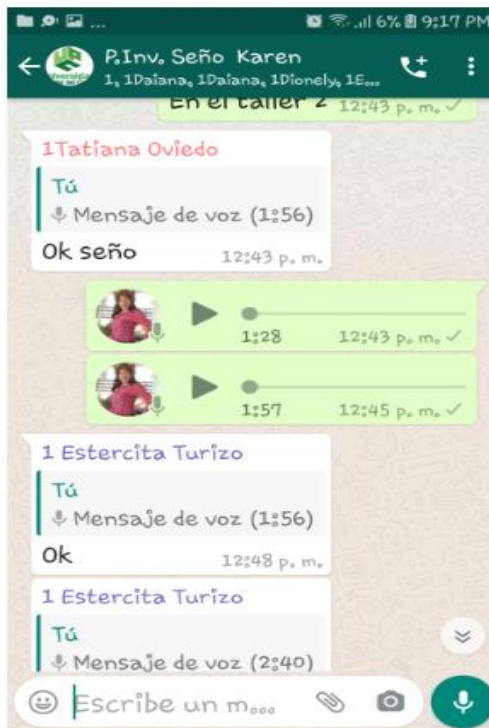 ... 6% 9:17 PM
P.Inv. Seño Karen
1, 1Daiana, 1Daiana, 1Dionely, 1E...
En el taller 2 12:43 p. m.
1Tatiana Oviedo
Tú
Mensaje de voz (1:56)
Ok seño 12:43 p. m.
1:28 12:43 p. m.
1:57 12:45 p. m.
1 Estercita Turizo
Tú
Mensaje de voz (1:56)
Ok 12:48 p. m.
1 Estercita Turizo
Tú
Mensaje de voz (2:40)
Escribe un m...